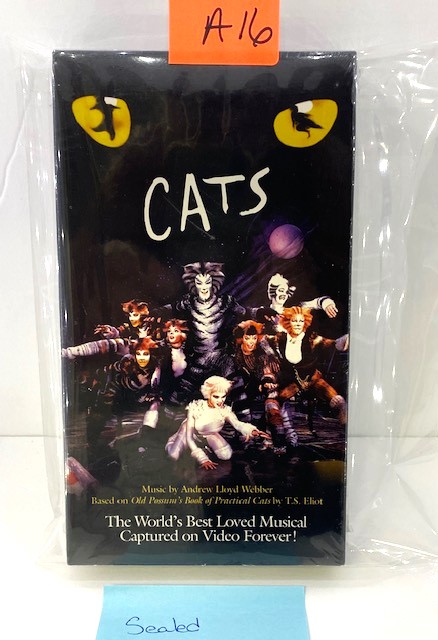 A16
CATS
Music by Andrew Lloyd Webber
Based on Old Possum's Book of Practical Cats by T.S. Eliot
The World's Best Loved Musical
Captured on Video Forever!
Sealed